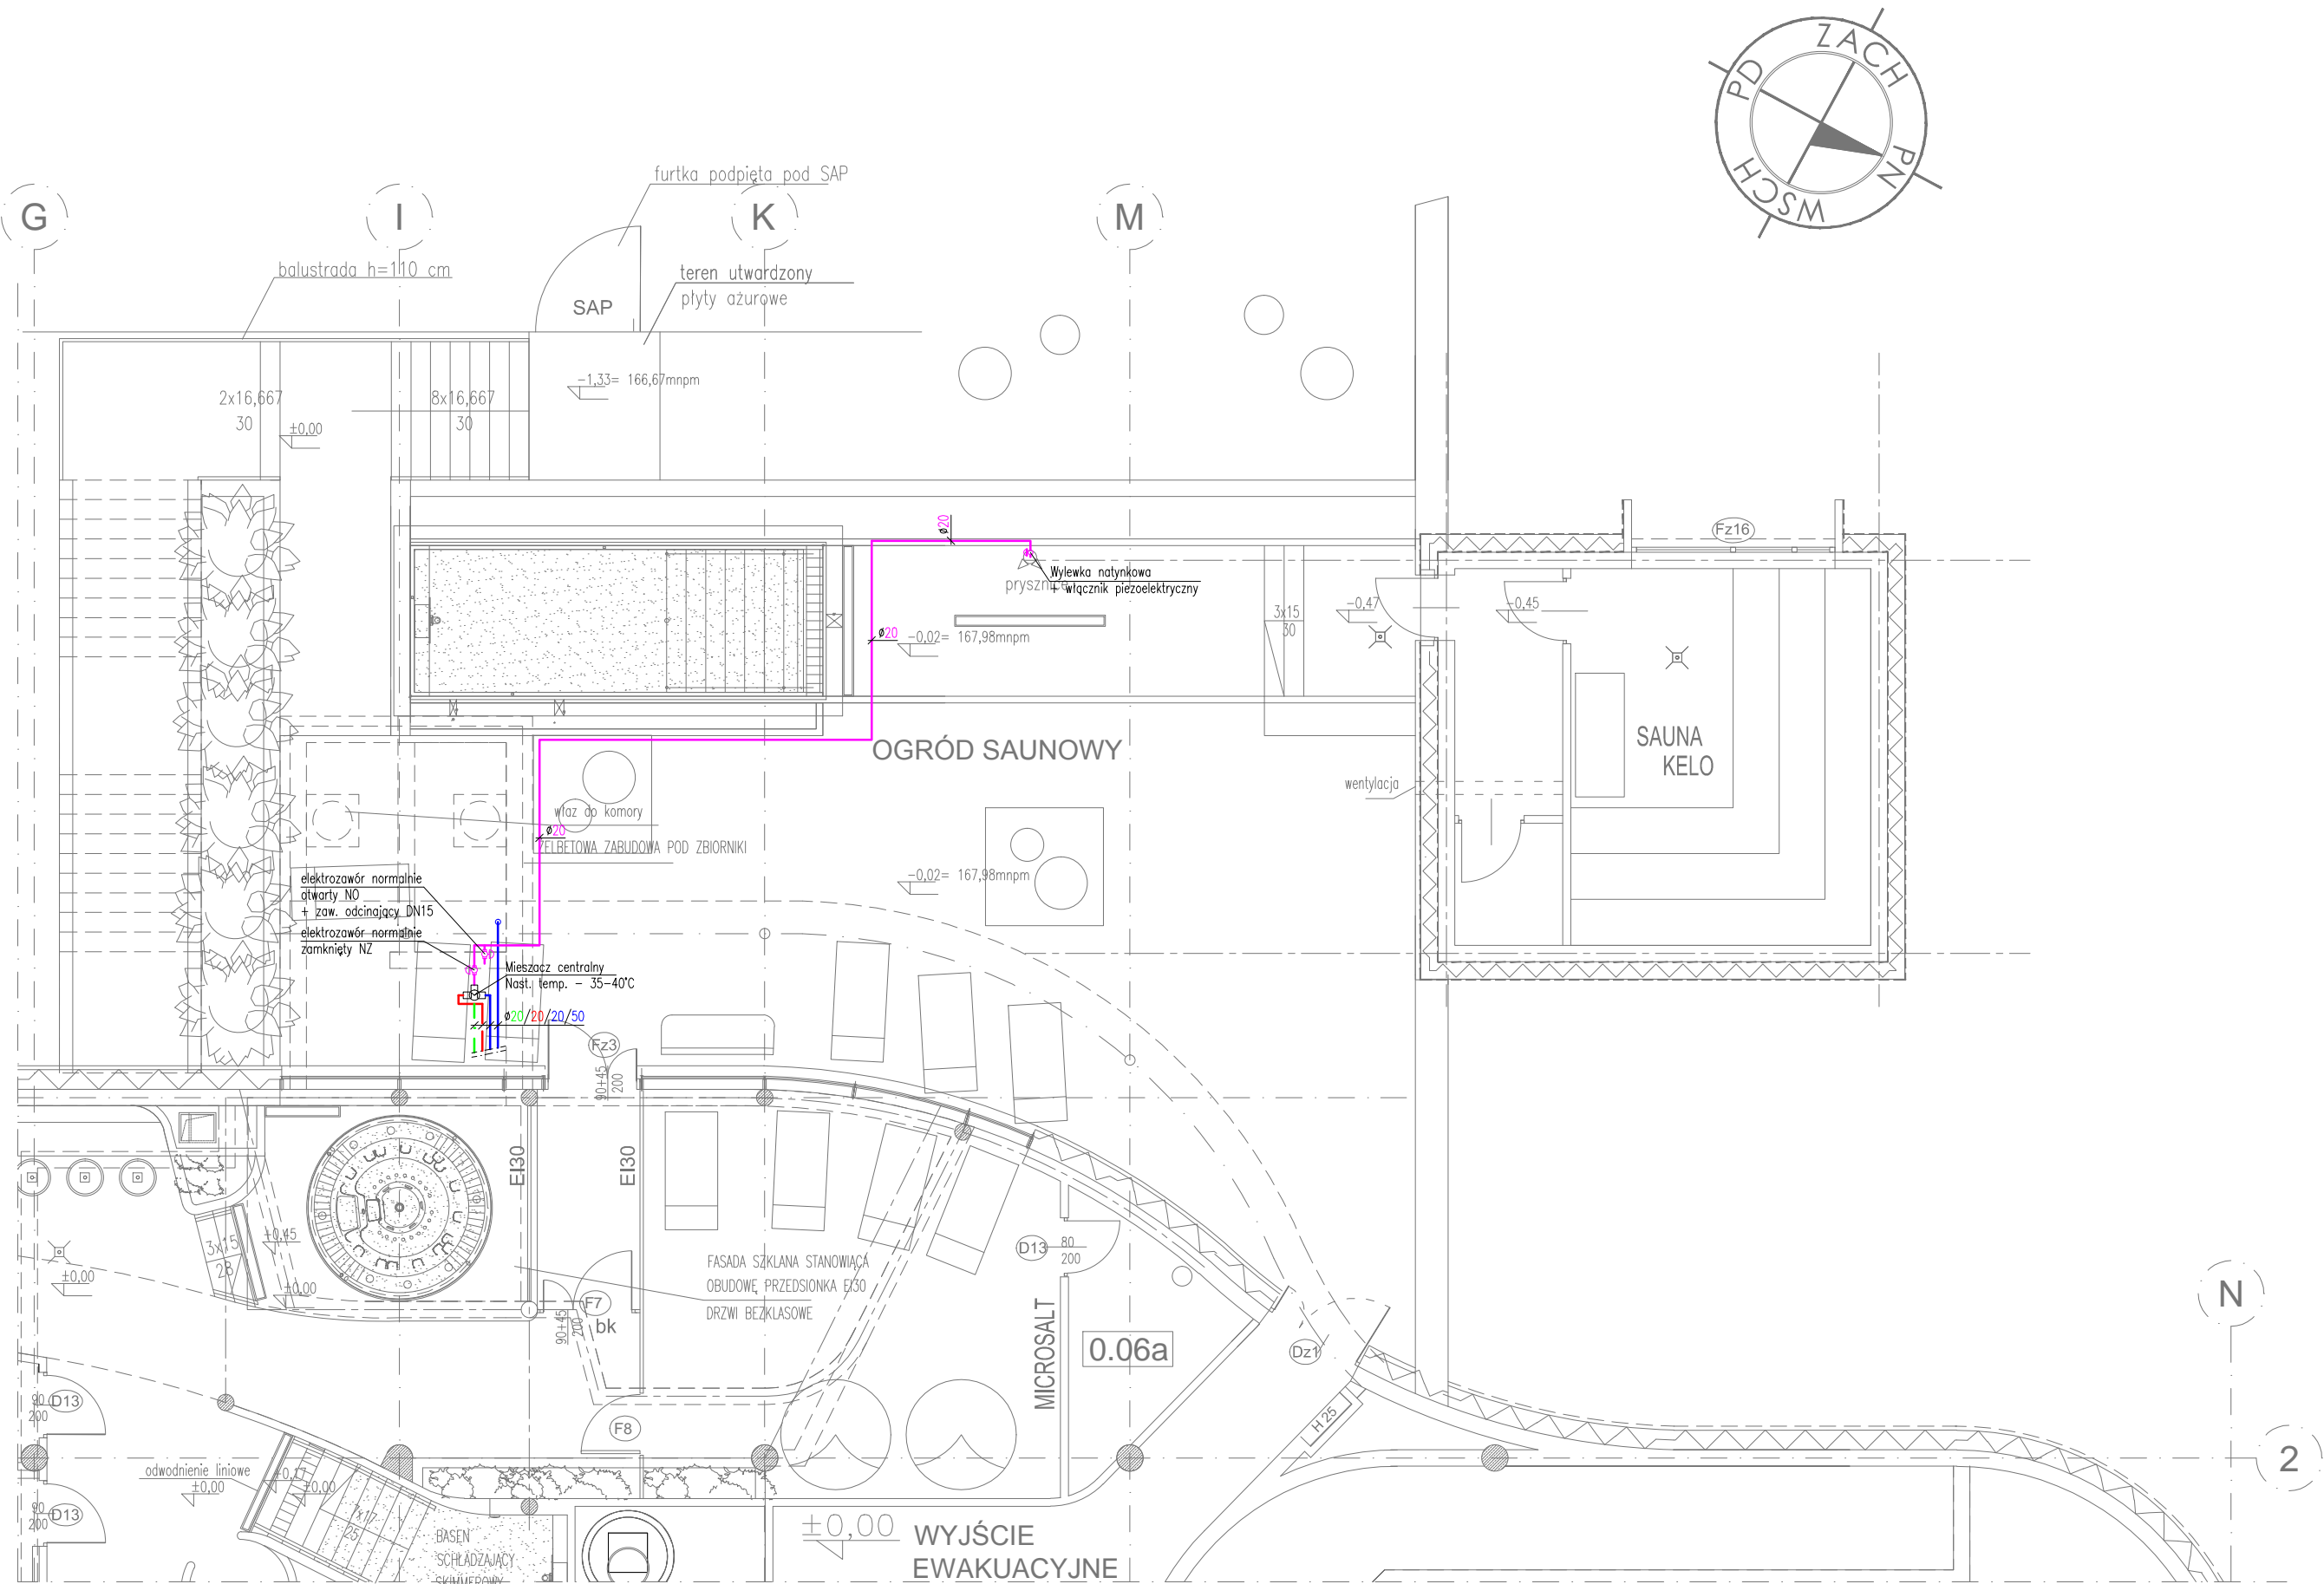 ZACH
PD
PN
WSCH
furtka podpięta pod SAP
G
I
K
M
balustrada h=110 cm
teren utwardzony
płyty ażurowe
SAP
-1,33= 166,67mnpm
2x16,667
30
8x16,667
30
±0,00
ø20
Fz16
Wylewka natynkowa
+ włącznik piezoelektryczny
3x15
30
-0,47
-0,45
ø20
-0,02= 167,98mnpm
OGRÓD SAUNOWY
SAUNA
KELO
wentylacja
właz do komory
ø20
ŻELBETOWA ZABUDOWA POD ZBIORNIKI
elektrozawór normalnie
otwarty NO
+ zaw. odcinający DN15
-0,02= 167,98mnpm
elektrozawór normalnie
zamknięty NZ
Mieszacz centralny
Nast. temp. - 35-40°C
ø20/20/20/50
Fz3
90+45
200
EI30
EI30
3x15
28
+0,45
±0,00
±0,00
FASADA SZKLANA STANOWIĄCA
OBUDOWĘ PRZEDSIONKA EI30
DRZWI BEZKLASOWE
D13
80
200
F7
bk
90+45
200
MICROSALT
0.06a
Dz1
N
90
200
D13
F8
H 25
2
odwodnienie liniowe
±0,00
+0,17
±0,00
90
200
D13
7x17
25
BASEN
SCHŁADZAJĄCY
SKIMMEROWY
±0,00
WYJŚCIE
EWAKUACYJNE